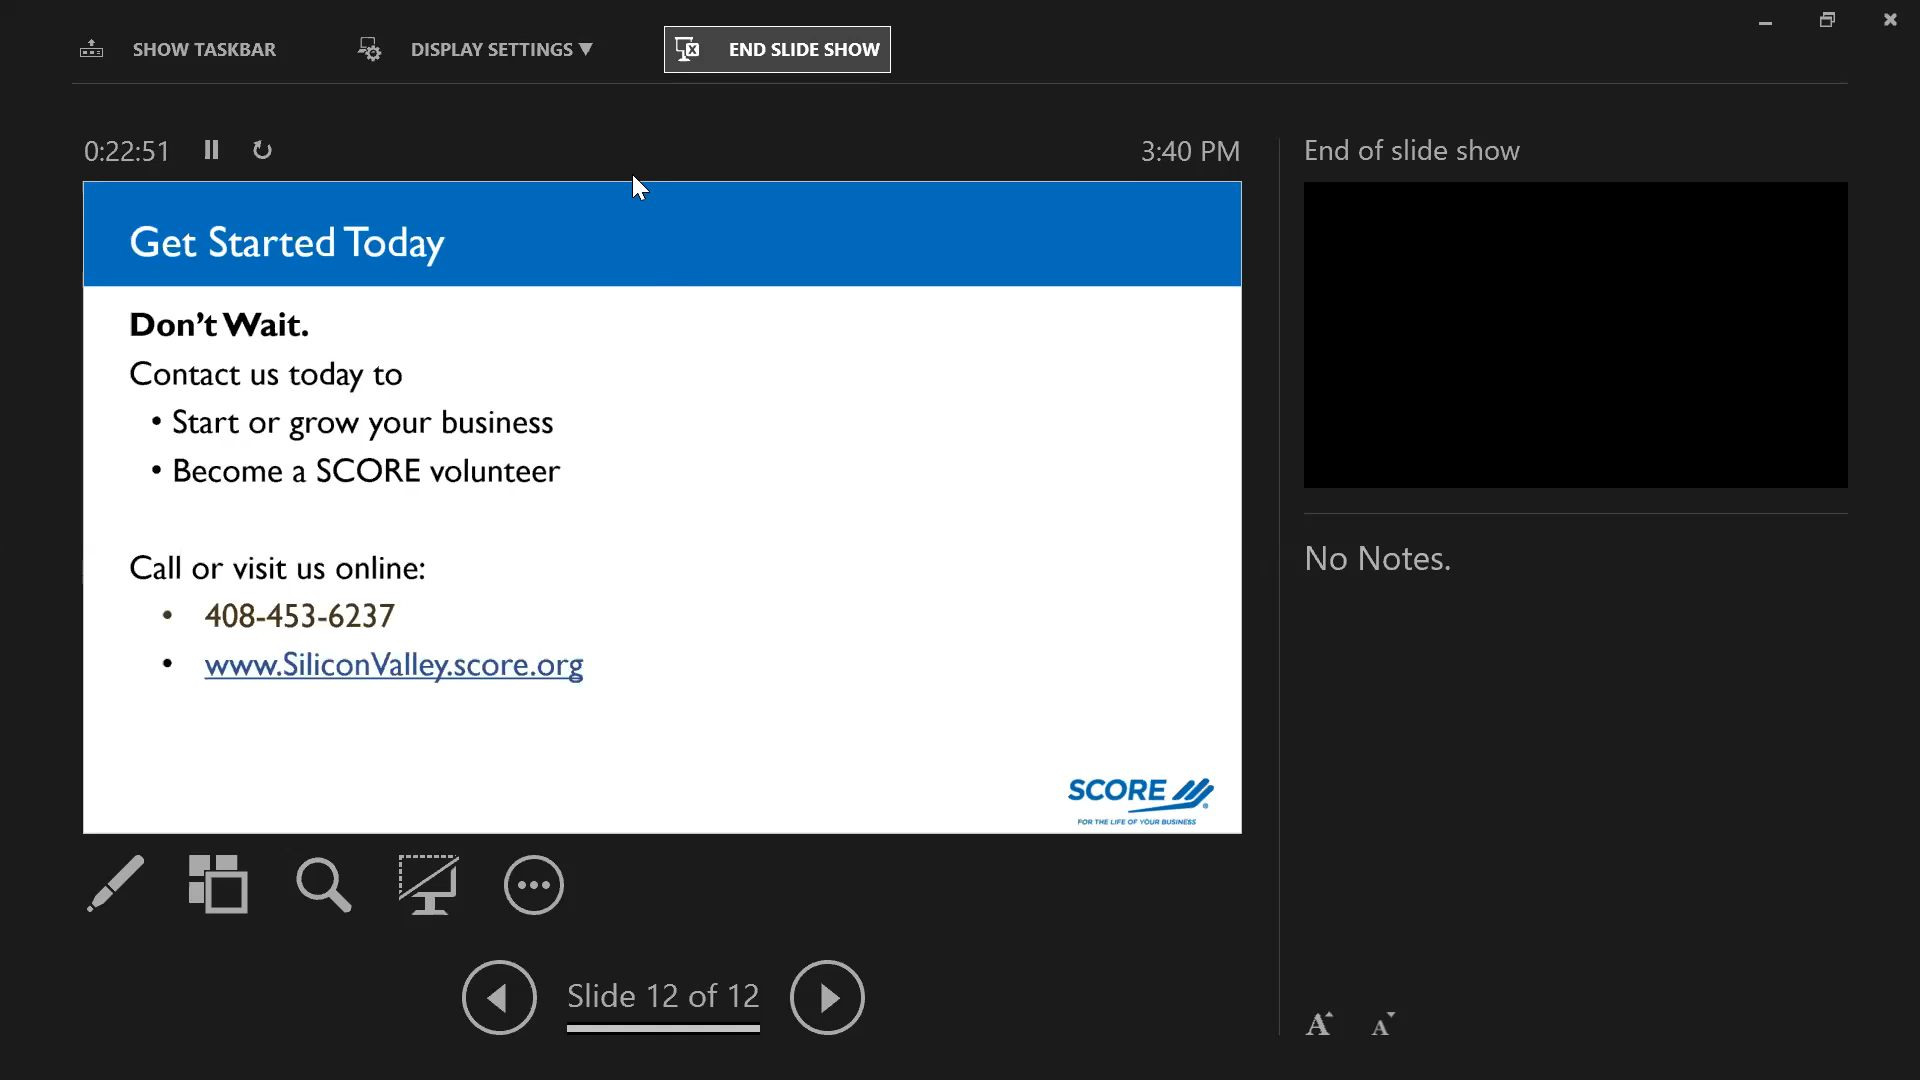 SHOW TASKBAR
DISPLAY SETTINGS ▼
END SLIDE SHOW
0:22:51
3:40 PM
End of slide show
Get Started Today
Don't Wait.
Contact us today to
• Start or grow your business
• Become a SCORE volunteer
Call or visit us online:
• 408-453-6237
• www.SiliconValley.score.org
SCORE
FOR THE LIFE OF YOUR BUSINESS
No Notes.
Slide 12 of 12
A A